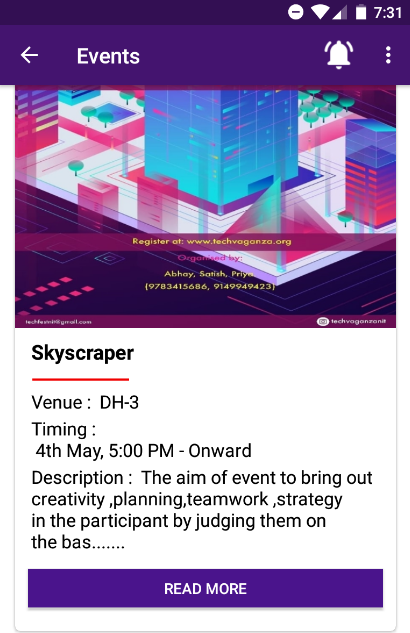 7:31
Events
Register at: www.techvaganza.org
Organised by:
Abhay, Satish, Priya
(9783415686, 9149949423)
techfestnit@gmail.com
techvaganzanit
Skyscraper
Venue :  DH-3
Timing :
4th May, 5:00 PM - Onward
Description :  The aim of event to bring out
creativity ,planning,teamwork ,strategy
in the participant by judging them on
the bas.......
READ MORE